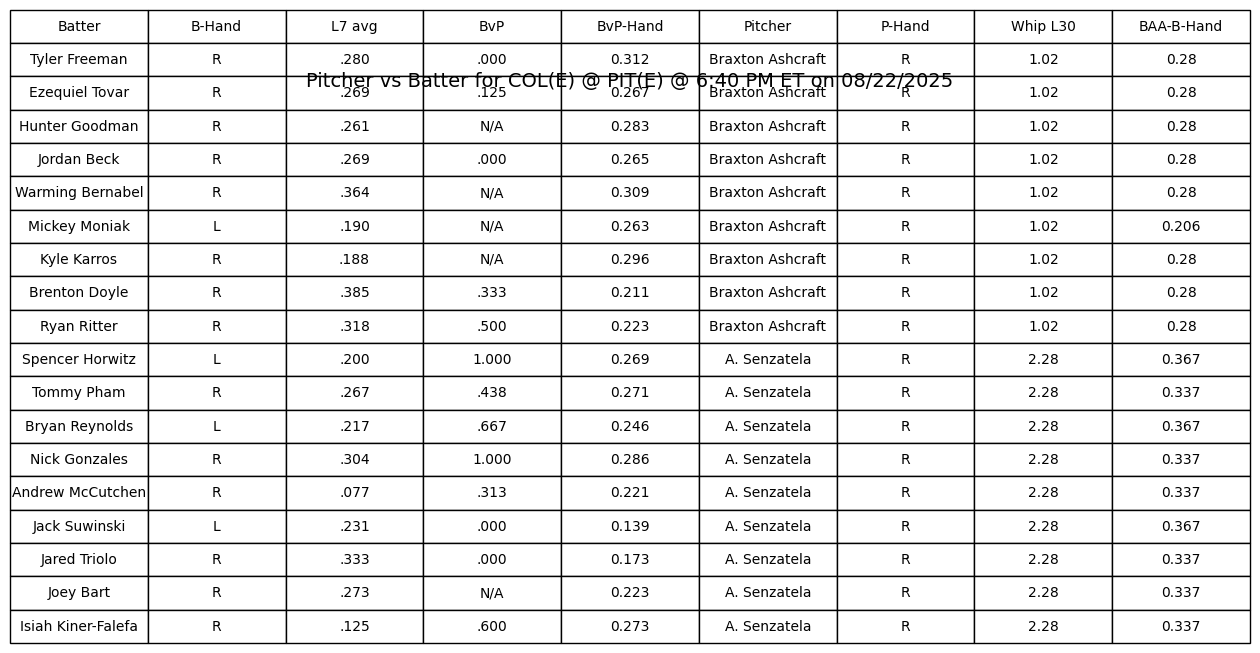 Batter B-Hand L7 avg BvP BvP-Hand Pitcher P-Hand Whip L30 BAA-B-Hand
Tyler Freeman R .280 .000 0.312 Braxton Ashcraft R 1.02 0.28
Pitcher vs Batter for COL(E) @ PIT(E) @ 6:40 PM ET on 08/22/2025
Ezequiel Tovar R .269 .125 0.267 Braxton Ashcraft R 1.02 0.28
Hunter Goodman R .261 N/A 0.283 Braxton Ashcraft R 1.02 0.28
Jordan Beck R .269 .000 0.265 Braxton Ashcraft R 1.02 0.28
Warming Bernabel R .364 N/A 0.309 Braxton Ashcraft R 1.02 0.28
Mickey Moniak L .190 N/A 0.263 Braxton Ashcraft R 1.02 0.206
Kyle Karros R .188 N/A 0.296 Braxton Ashcraft R 1.02 0.28
Brenton Doyle R .385 .333 0.211 Braxton Ashcraft R 1.02 0.28
Ryan Ritter R .318 .500 0.223 Braxton Ashcraft R 1.02 0.28
Spencer Horwitz L .200 1.000 0.269 A. Senzatela R 2.28 0.367
Tommy Pham R .267 .438 0.271 A. Senzatela R 2.28 0.337
Bryan Reynolds L .217 .667 0.246 A. Senzatela R 2.28 0.367
Nick Gonzales R .304 1.000 0.286 A. Senzatela R 2.28 0.337
Andrew McCutchen R .077 .313 0.221 A. Senzatela R 2.28 0.337
Jack Suwinski L .231 .000 0.139 A. Senzatela R 2.28 0.367
Jared Triolo R .333 .000 0.173 A. Senzatela R 2.28 0.337
Joey Bart R .273 N/A 0.223 A. Senzatela R 2.28 0.337
Isiah Kiner-Falefa R .125 .600 0.273 A. Senzatela R 2.28 0.337